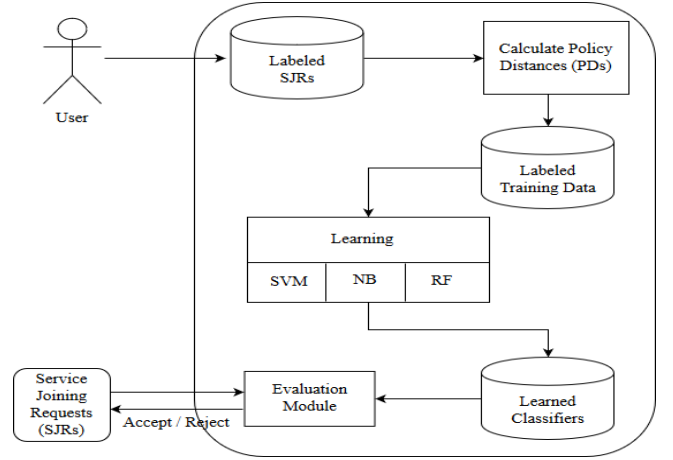 User
Labeled
SJRs
Calculate Policy
Distances (PDs)
Labeled
Training Data
Learning
SVM
NB
RF
Service
Joining
Requests
(SJRs)
Accept / Reject
Evaluation
Module
Learned
Classifiers